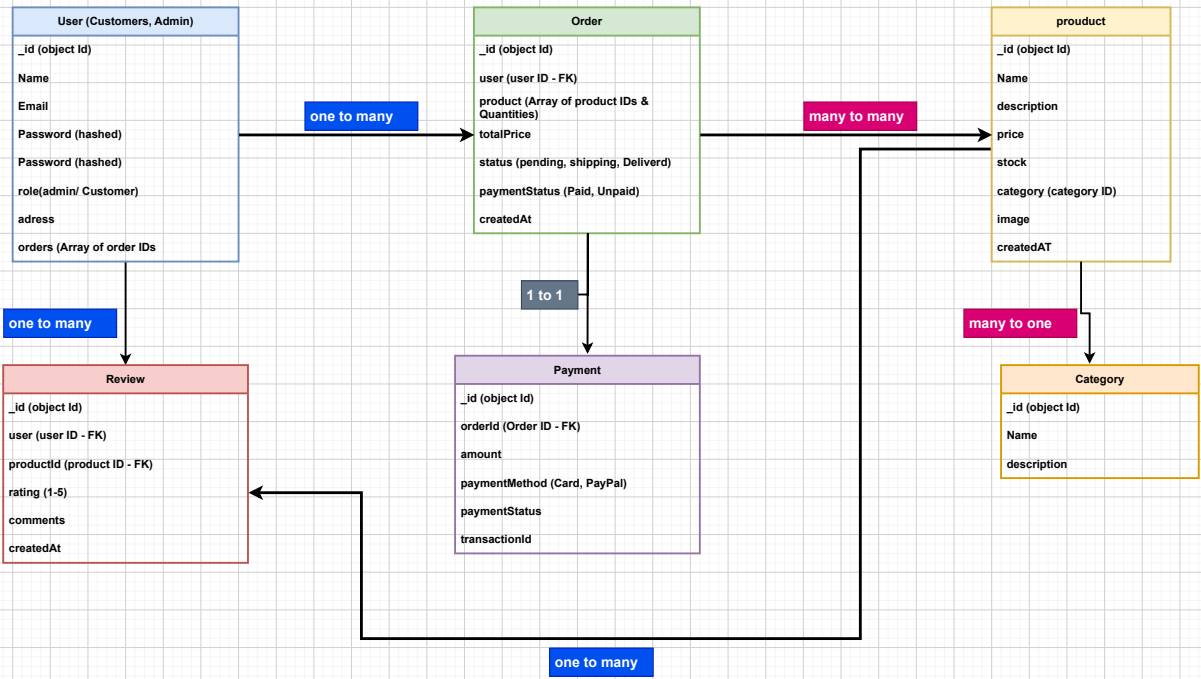 User (Customers, Admin)
_id (object Id)
Name
Email
Password (hashed)
Password (hashed)
role(admin/ Customer)
adress
orders (Array of order IDs
one to many
Order
_id (object Id)
user (user ID - FK)
product (Array of product IDs &
Quantities)
totalPrice
status (pending, shipping, Deliverd)
paymentStatus (Paid, Unpaid)
createdAt
many to many
prouduct
_id (object Id)
Name
description
price
stock
category (category ID)
image
createdAT
one to many
1 to 1
many to one
Review
_id (object Id)
user (user ID - FK)
productId (product ID - FK)
rating (1-5)
comments
createdAt
Payment
_id (object Id)
orderId (Order ID - FK)
amount
paymentMethod (Card, PayPal)
paymentStatus
transactionId
Category
_id (object Id)
Name
description
one to many